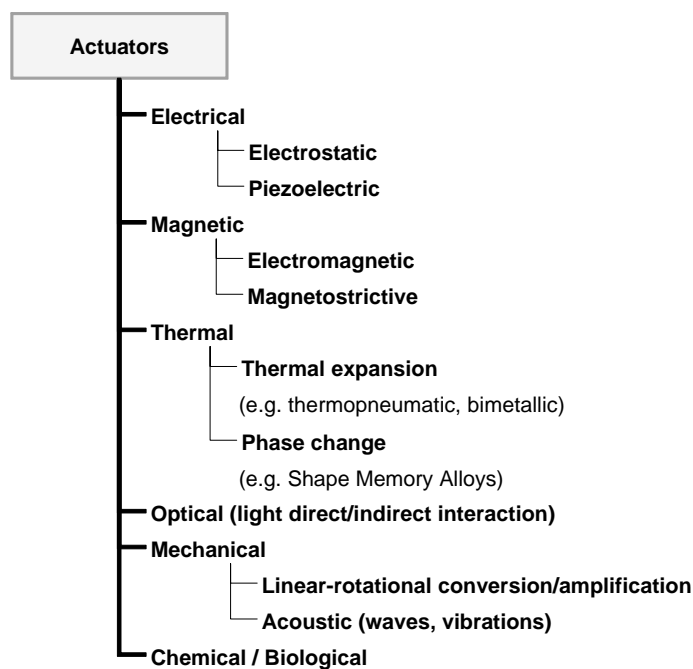 Actuators
Electrical
Electrostatic
Piezoelectric
Magnetic
Electromagnetic
Magnetostrictive
Thermal
Thermal expansion
(e.g. thermopneumatic, bimetallic)
Phase change
(e.g. Shape Memory Alloys)
Optical (light direct/indirect interaction)
Mechanical
Linear-rotational conversion/amplification
Acoustic (waves, vibrations)
Chemical / Biological